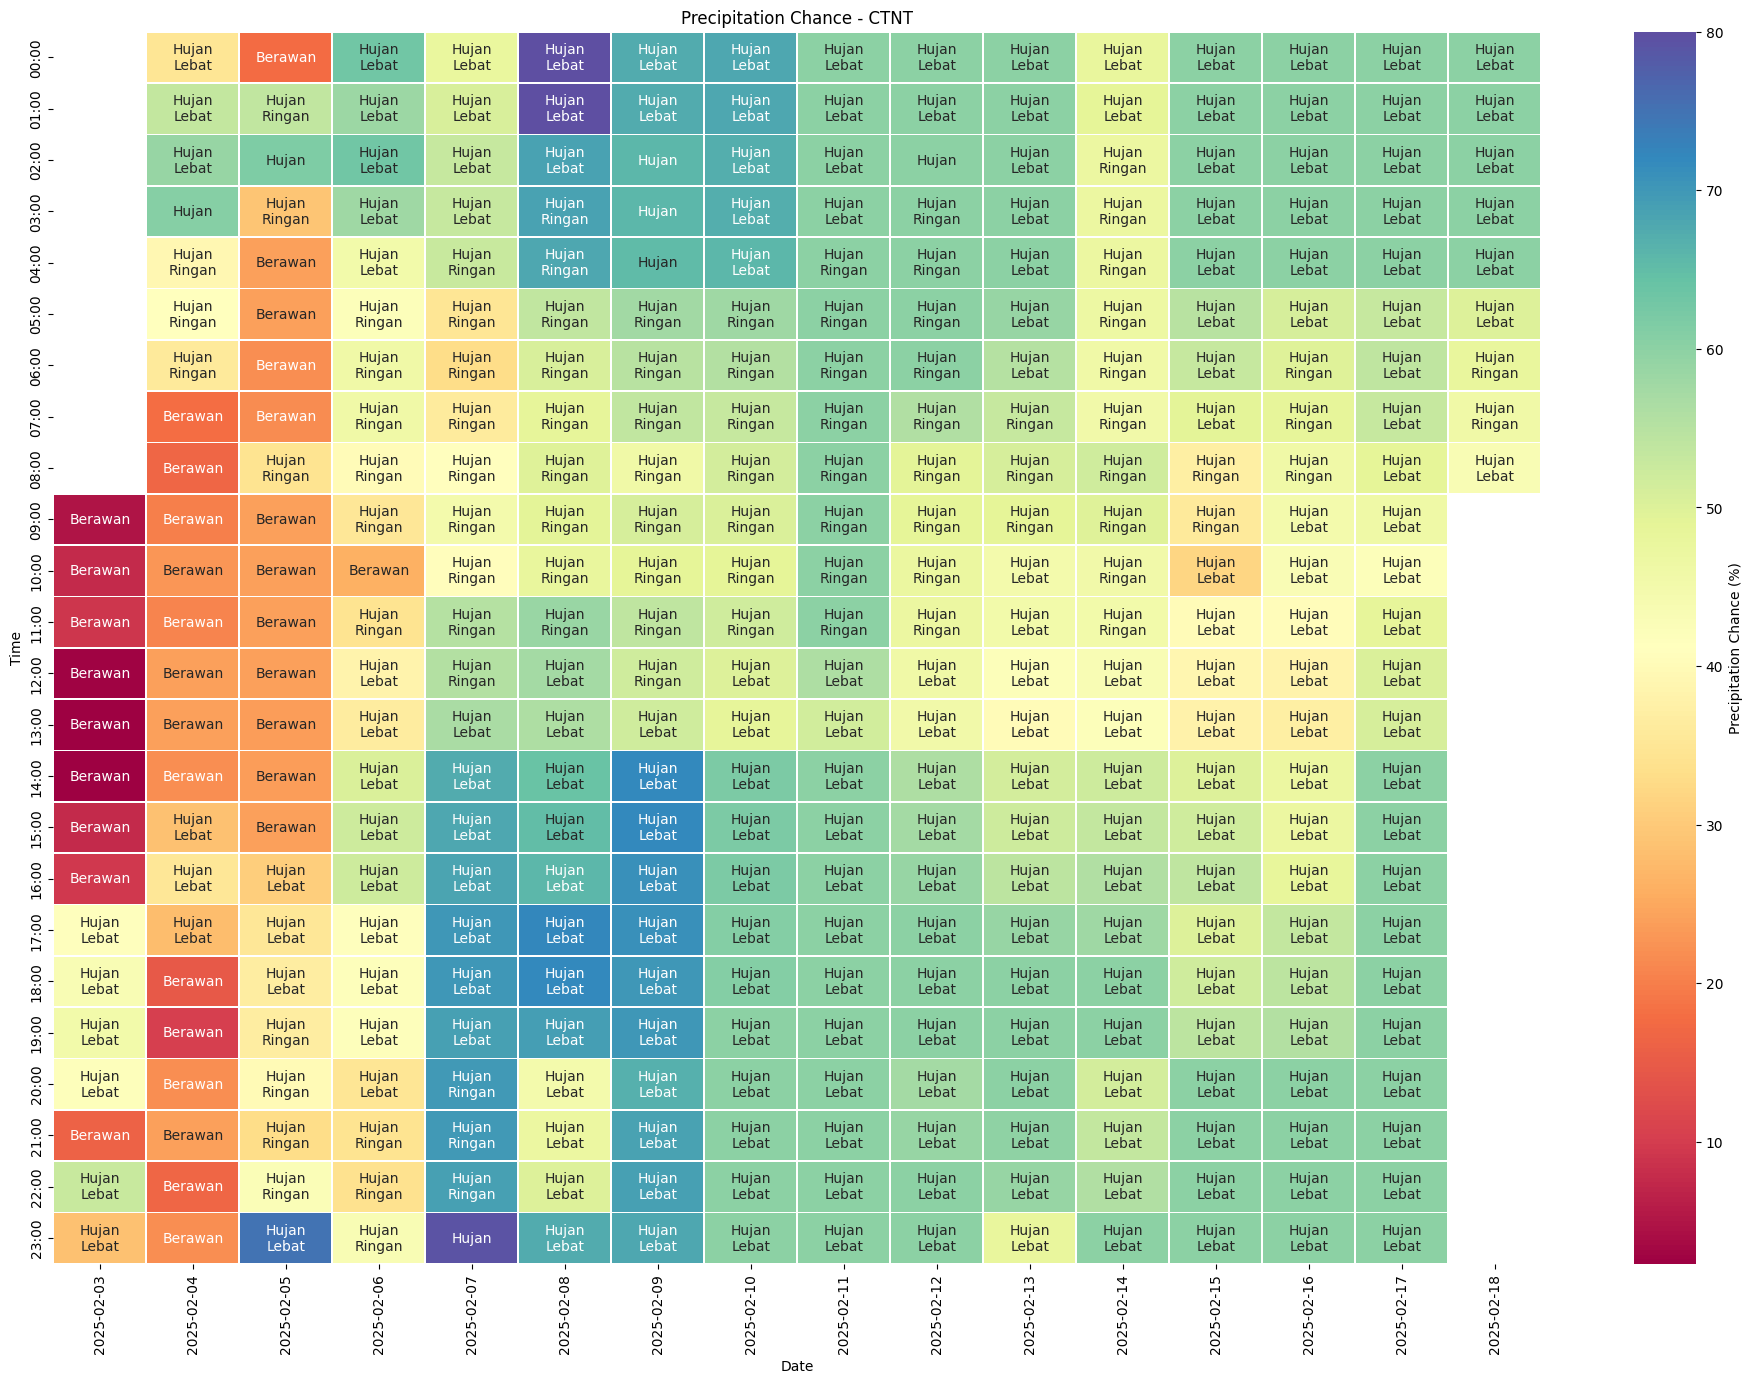 Precipitation Chance - CTNT
00:00 Hujan Lebat Berawan Hujan Lebat Hujan Lebat Hujan Lebat Hujan Lebat Hujan Lebat Hujan Lebat Hujan Lebat Hujan Lebat Hujan Lebat Hujan Lebat Hujan Lebat Hujan Lebat Hujan Lebat
01:00 Hujan Lebat Hujan Ringan Hujan Lebat Hujan Lebat Hujan Lebat Hujan Lebat Hujan Lebat Hujan Lebat Hujan Lebat Hujan Lebat Hujan Lebat Hujan Lebat Hujan Lebat Hujan Lebat Hujan Lebat
02:00 Hujan Lebat Hujan Hujan Lebat Hujan Lebat Hujan Lebat Hujan Hujan Lebat Hujan Lebat Hujan Hujan Lebat Hujan Ringan Hujan Lebat Hujan Lebat Hujan Lebat Hujan Lebat
03:00 Hujan Hujan Ringan Hujan Lebat Hujan Lebat Hujan Ringan Hujan Hujan Lebat Hujan Lebat Hujan Ringan Hujan Lebat Hujan Ringan Hujan Lebat Hujan Lebat Hujan Lebat Hujan Lebat
04:00 Hujan Ringan Berawan Hujan Lebat Hujan Ringan Hujan Ringan Hujan Hujan Lebat Hujan Ringan Hujan Ringan Hujan Lebat Hujan Ringan Hujan Lebat Hujan Lebat Hujan Lebat Hujan Lebat
05:00 Hujan Ringan Berawan Hujan Ringan Hujan Ringan Hujan Ringan Hujan Ringan Hujan Ringan Hujan Ringan Hujan Ringan Hujan Lebat Hujan Ringan Hujan Lebat Hujan Lebat Hujan Lebat Hujan Lebat
06:00 Hujan Ringan Berawan Hujan Ringan Hujan Ringan Hujan Ringan Hujan Ringan Hujan Ringan Hujan Ringan Hujan Ringan Hujan Lebat Hujan Ringan Hujan Lebat Hujan Ringan Hujan Lebat Hujan Ringan
07:00 Berawan Berawan Hujan Ringan Hujan Ringan Hujan Ringan Hujan Ringan Hujan Ringan Hujan Ringan Hujan Ringan Hujan Ringan Hujan Ringan Hujan Lebat Hujan Ringan Hujan Lebat Hujan Ringan
08:00 Berawan Hujan Ringan Hujan Ringan Hujan Ringan Hujan Ringan Hujan Ringan Hujan Ringan Hujan Ringan Hujan Ringan Hujan Ringan Hujan Ringan Hujan Ringan Hujan Ringan Hujan Lebat Hujan Lebat
09:00 Berawan Berawan Berawan Hujan Ringan Hujan Ringan Hujan Ringan Hujan Ringan Hujan Ringan Hujan Ringan Hujan Ringan Hujan Ringan Hujan Ringan Hujan Ringan Hujan Lebat Hujan Lebat
10:00 Berawan Berawan Berawan Berawan Hujan Ringan Hujan Ringan Hujan Ringan Hujan Ringan Hujan Ringan Hujan Ringan Hujan Lebat Hujan Ringan Hujan Lebat Hujan Lebat Hujan Lebat
11:00 Berawan Berawan Berawan Hujan Ringan Hujan Ringan Hujan Ringan Hujan Ringan Hujan Ringan Hujan Ringan Hujan Ringan Hujan Lebat Hujan Ringan Hujan Lebat Hujan Lebat Hujan Lebat
12:00 Berawan Berawan Berawan Hujan Lebat Hujan Ringan Hujan Lebat Hujan Ringan Hujan Lebat Hujan Lebat Hujan Lebat Hujan Lebat Hujan Lebat Hujan Lebat Hujan Lebat Hujan Lebat
13:00 Berawan Berawan Berawan Hujan Lebat Hujan Lebat Hujan Lebat Hujan Lebat Hujan Lebat Hujan Lebat Hujan Lebat Hujan Lebat Hujan Lebat Hujan Lebat Hujan Lebat Hujan Lebat
14:00 Berawan Berawan Berawan Hujan Lebat Hujan Lebat Hujan Lebat Hujan Lebat Hujan Lebat Hujan Lebat Hujan Lebat Hujan Lebat Hujan Lebat Hujan Lebat Hujan Lebat Hujan Lebat
15:00 Berawan Hujan Lebat Berawan Hujan Lebat Hujan Lebat Hujan Lebat Hujan Lebat Hujan Lebat Hujan Lebat Hujan Lebat Hujan Lebat Hujan Lebat Hujan Lebat Hujan Lebat Hujan Lebat
16:00 Berawan Hujan Lebat Hujan Lebat Hujan Lebat Hujan Lebat Hujan Lebat Hujan Lebat Hujan Lebat Hujan Lebat Hujan Lebat Hujan Lebat Hujan Lebat Hujan Lebat Hujan Lebat Hujan Lebat
17:00 Hujan Lebat Hujan Lebat Hujan Lebat Hujan Lebat Hujan Lebat Hujan Lebat Hujan Lebat Hujan Lebat Hujan Lebat Hujan Lebat Hujan Lebat Hujan Lebat Hujan Lebat Hujan Lebat Hujan Lebat
18:00 Hujan Lebat Berawan Hujan Lebat Hujan Lebat Hujan Lebat Hujan Lebat Hujan Lebat Hujan Lebat Hujan Lebat Hujan Lebat Hujan Lebat Hujan Lebat Hujan Lebat Hujan Lebat Hujan Lebat
19:00 Hujan Lebat Berawan Hujan Ringan Hujan Lebat Hujan Lebat Hujan Lebat Hujan Lebat Hujan Lebat Hujan Lebat Hujan Lebat Hujan Lebat Hujan Lebat Hujan Lebat Hujan Lebat Hujan Lebat
20:00 Hujan Lebat Berawan Hujan Ringan Hujan Lebat Hujan Ringan Hujan Lebat Hujan Lebat Hujan Lebat Hujan Lebat Hujan Lebat Hujan Lebat Hujan Lebat Hujan Lebat Hujan Lebat Hujan Lebat
21:00 Berawan Berawan Hujan Ringan Hujan Ringan Hujan Ringan Hujan Lebat Hujan Lebat Hujan Lebat Hujan Lebat Hujan Lebat Hujan Lebat Hujan Lebat Hujan Lebat Hujan Lebat Hujan Lebat
22:00 Hujan Lebat Berawan Hujan Ringan Hujan Ringan Hujan Ringan Hujan Lebat Hujan Lebat Hujan Lebat Hujan Lebat Hujan Lebat Hujan Lebat Hujan Lebat Hujan Lebat Hujan Lebat Hujan Lebat
23:00 Hujan Lebat Berawan Hujan Lebat Hujan Ringan Hujan Hujan Lebat Hujan Lebat Hujan Lebat Hujan Lebat Hujan Lebat Hujan Lebat Hujan Lebat Hujan Lebat Hujan Lebat Hujan Lebat
Time
2025-02-03 2025-02-04 2025-02-05 2025-02-06 2025-02-07 2025-02-08 2025-02-09 2025-02-10 2025-02-11 2025-02-12 2025-02-13 2025-02-14 2025-02-15 2025-02-16 2025-02-17 2025-02-18
Date
80
70
60
50
40
30
20
10
Precipitation Chance (%)